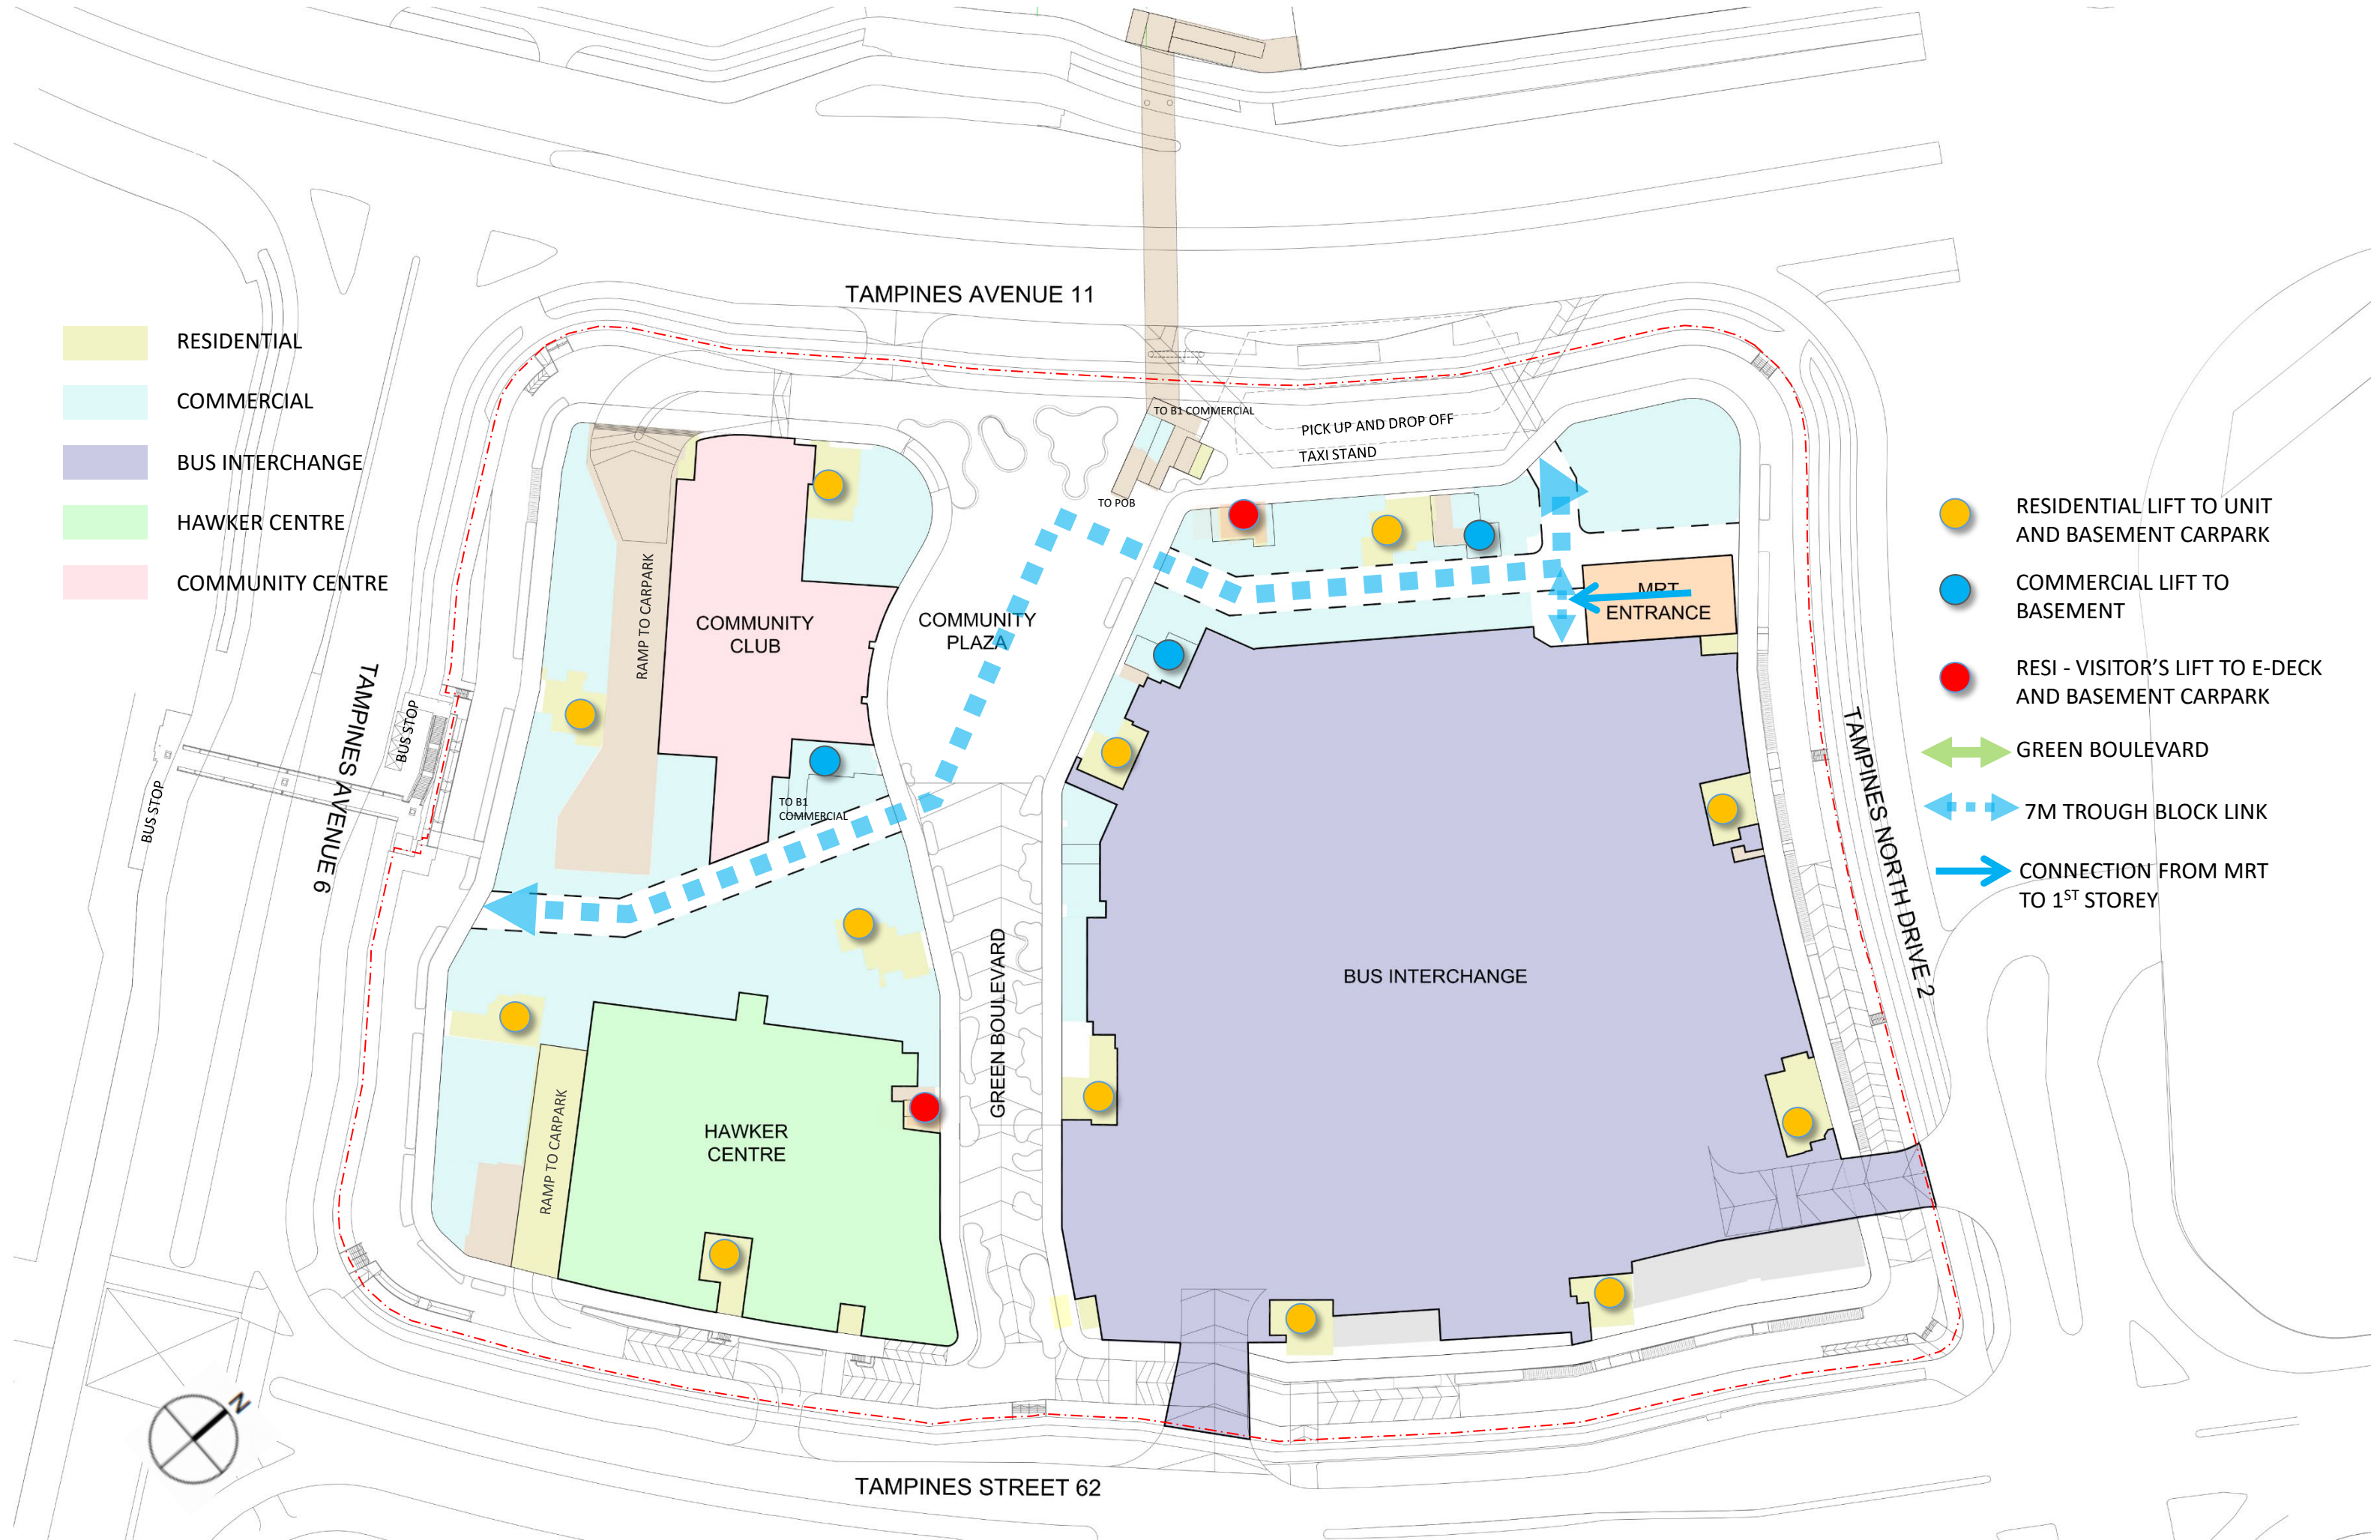 TAMPINES AVENUE 11
RESIDENTIAL
COMMERCIAL
BUS INTERCHANGE
HAWKER CENTRE
COMMUNITY CENTRE
TO B1 COMMERCIAL
PICK UP AND DROP OFF
TAXI STAND
TO POB
RAMP TO CARPARK
COMMUNITY
CLUB
COMMUNITY
PLAZA
MRT
ENTRANCE
RESIDENTIAL LIFT TO UNIT
AND BASEMENT CARPARK
COMMERCIAL LIFT TO
BASEMENT
RESI - VISITOR'S LIFT TO E-DECK
AND BASEMENT CARPARK
GREEN BOULEVARD
7M TROUGH BLOCK LINK
CONNECTION FROM MRT
TO 1ST STOREY
TAMPINES AVENUE 6
BUS STOP
BUS STOP
TO B1
COMMERCIAL
TAMPINES NORTH DRIVE 2
GREEN BOULEVARD
BUS INTERCHANGE
RAMP TO CARPARK
HAWKER
CENTRE
N
TAMPINES STREET 62